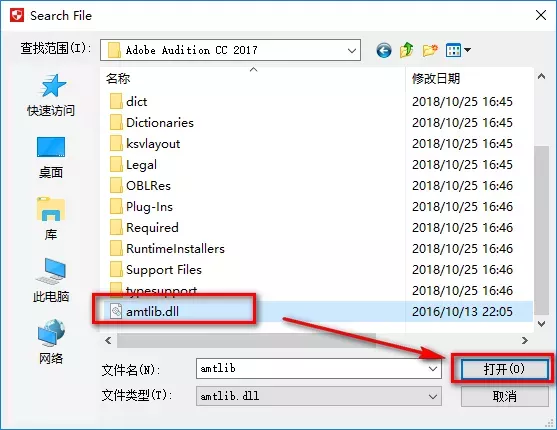 Search File
查找范围(I):
Adobe Audition CC 2017
名称 修改日期
dict 2018/10/25 16:45
Dictionaries 2018/10/25 16:45
ksvlayout 2018/10/25 16:45
Legal 2018/10/25 16:45
OBLRes 2018/10/25 16:46
Plug-Ins 2018/10/25 16:46
Required 2018/10/25 16:46
RuntimeInstallers 2018/10/25 16:46
Support Files 2018/10/25 16:46
typesupport 2018/10/25 16:46
amtlib.dll 2016/10/13 22:05
快速访问
桌面
库
此电脑
网络
文件名(N): amtlib 打开(O)
文件类型(T): amtlib.dll 取消